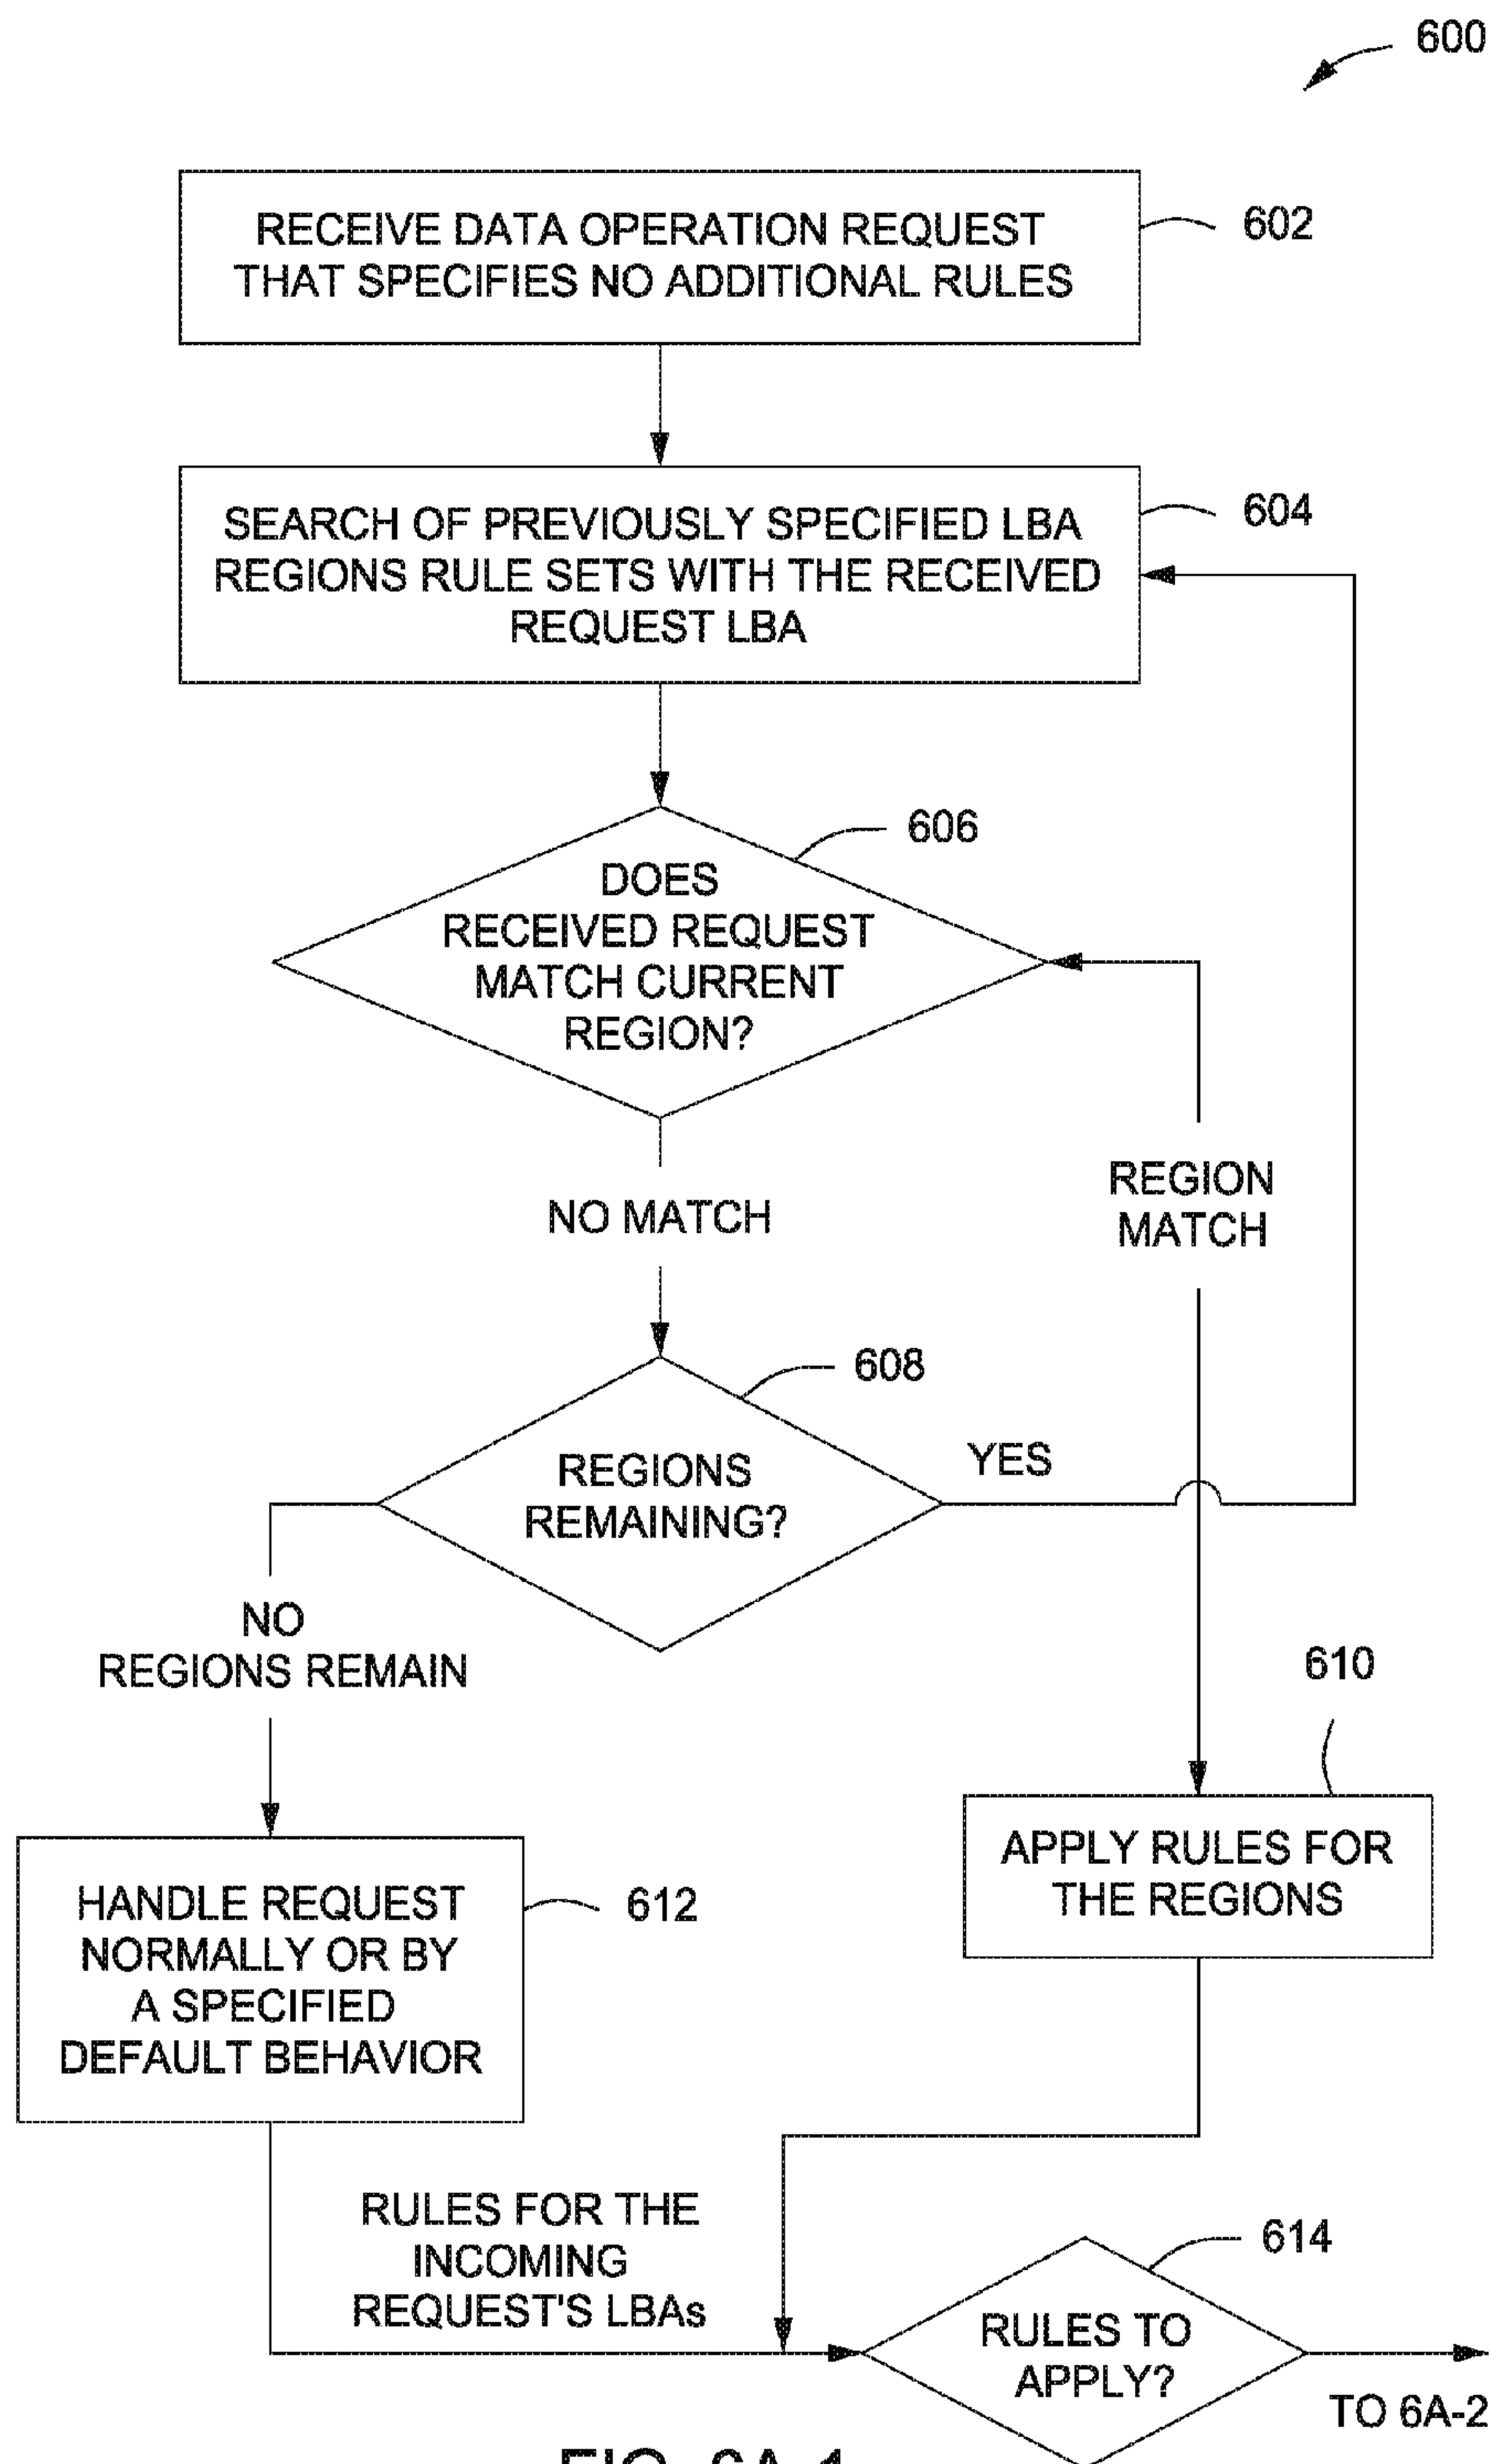 600
RECEIVE DATA OPERATION REQUEST
THAT SPECIFIES NO ADDITIONAL RULES
602
SEARCH OF PREVIOUSLY SPECIFIED LBA
REGIONS RULE SETS WITH THE RECEIVED
REQUEST LBA
604
606
DOES
RECEIVED REQUEST
MATCH CURRENT
REGION?
NO MATCH
REGION
MATCH
608
REGIONS
REMAINING?
YES
NO
REGIONS REMAIN
610
APPLY RULES FOR
THE REGIONS
HANDLE REQUEST
NORMALLY OR BY
A SPECIFIED
DEFAULT BEHAVIOR
612
RULES FOR THE
INCOMING
REQUEST'S LBAs
614
RULES TO
APPLY?
TO 6A-2
FIG. 6A-1